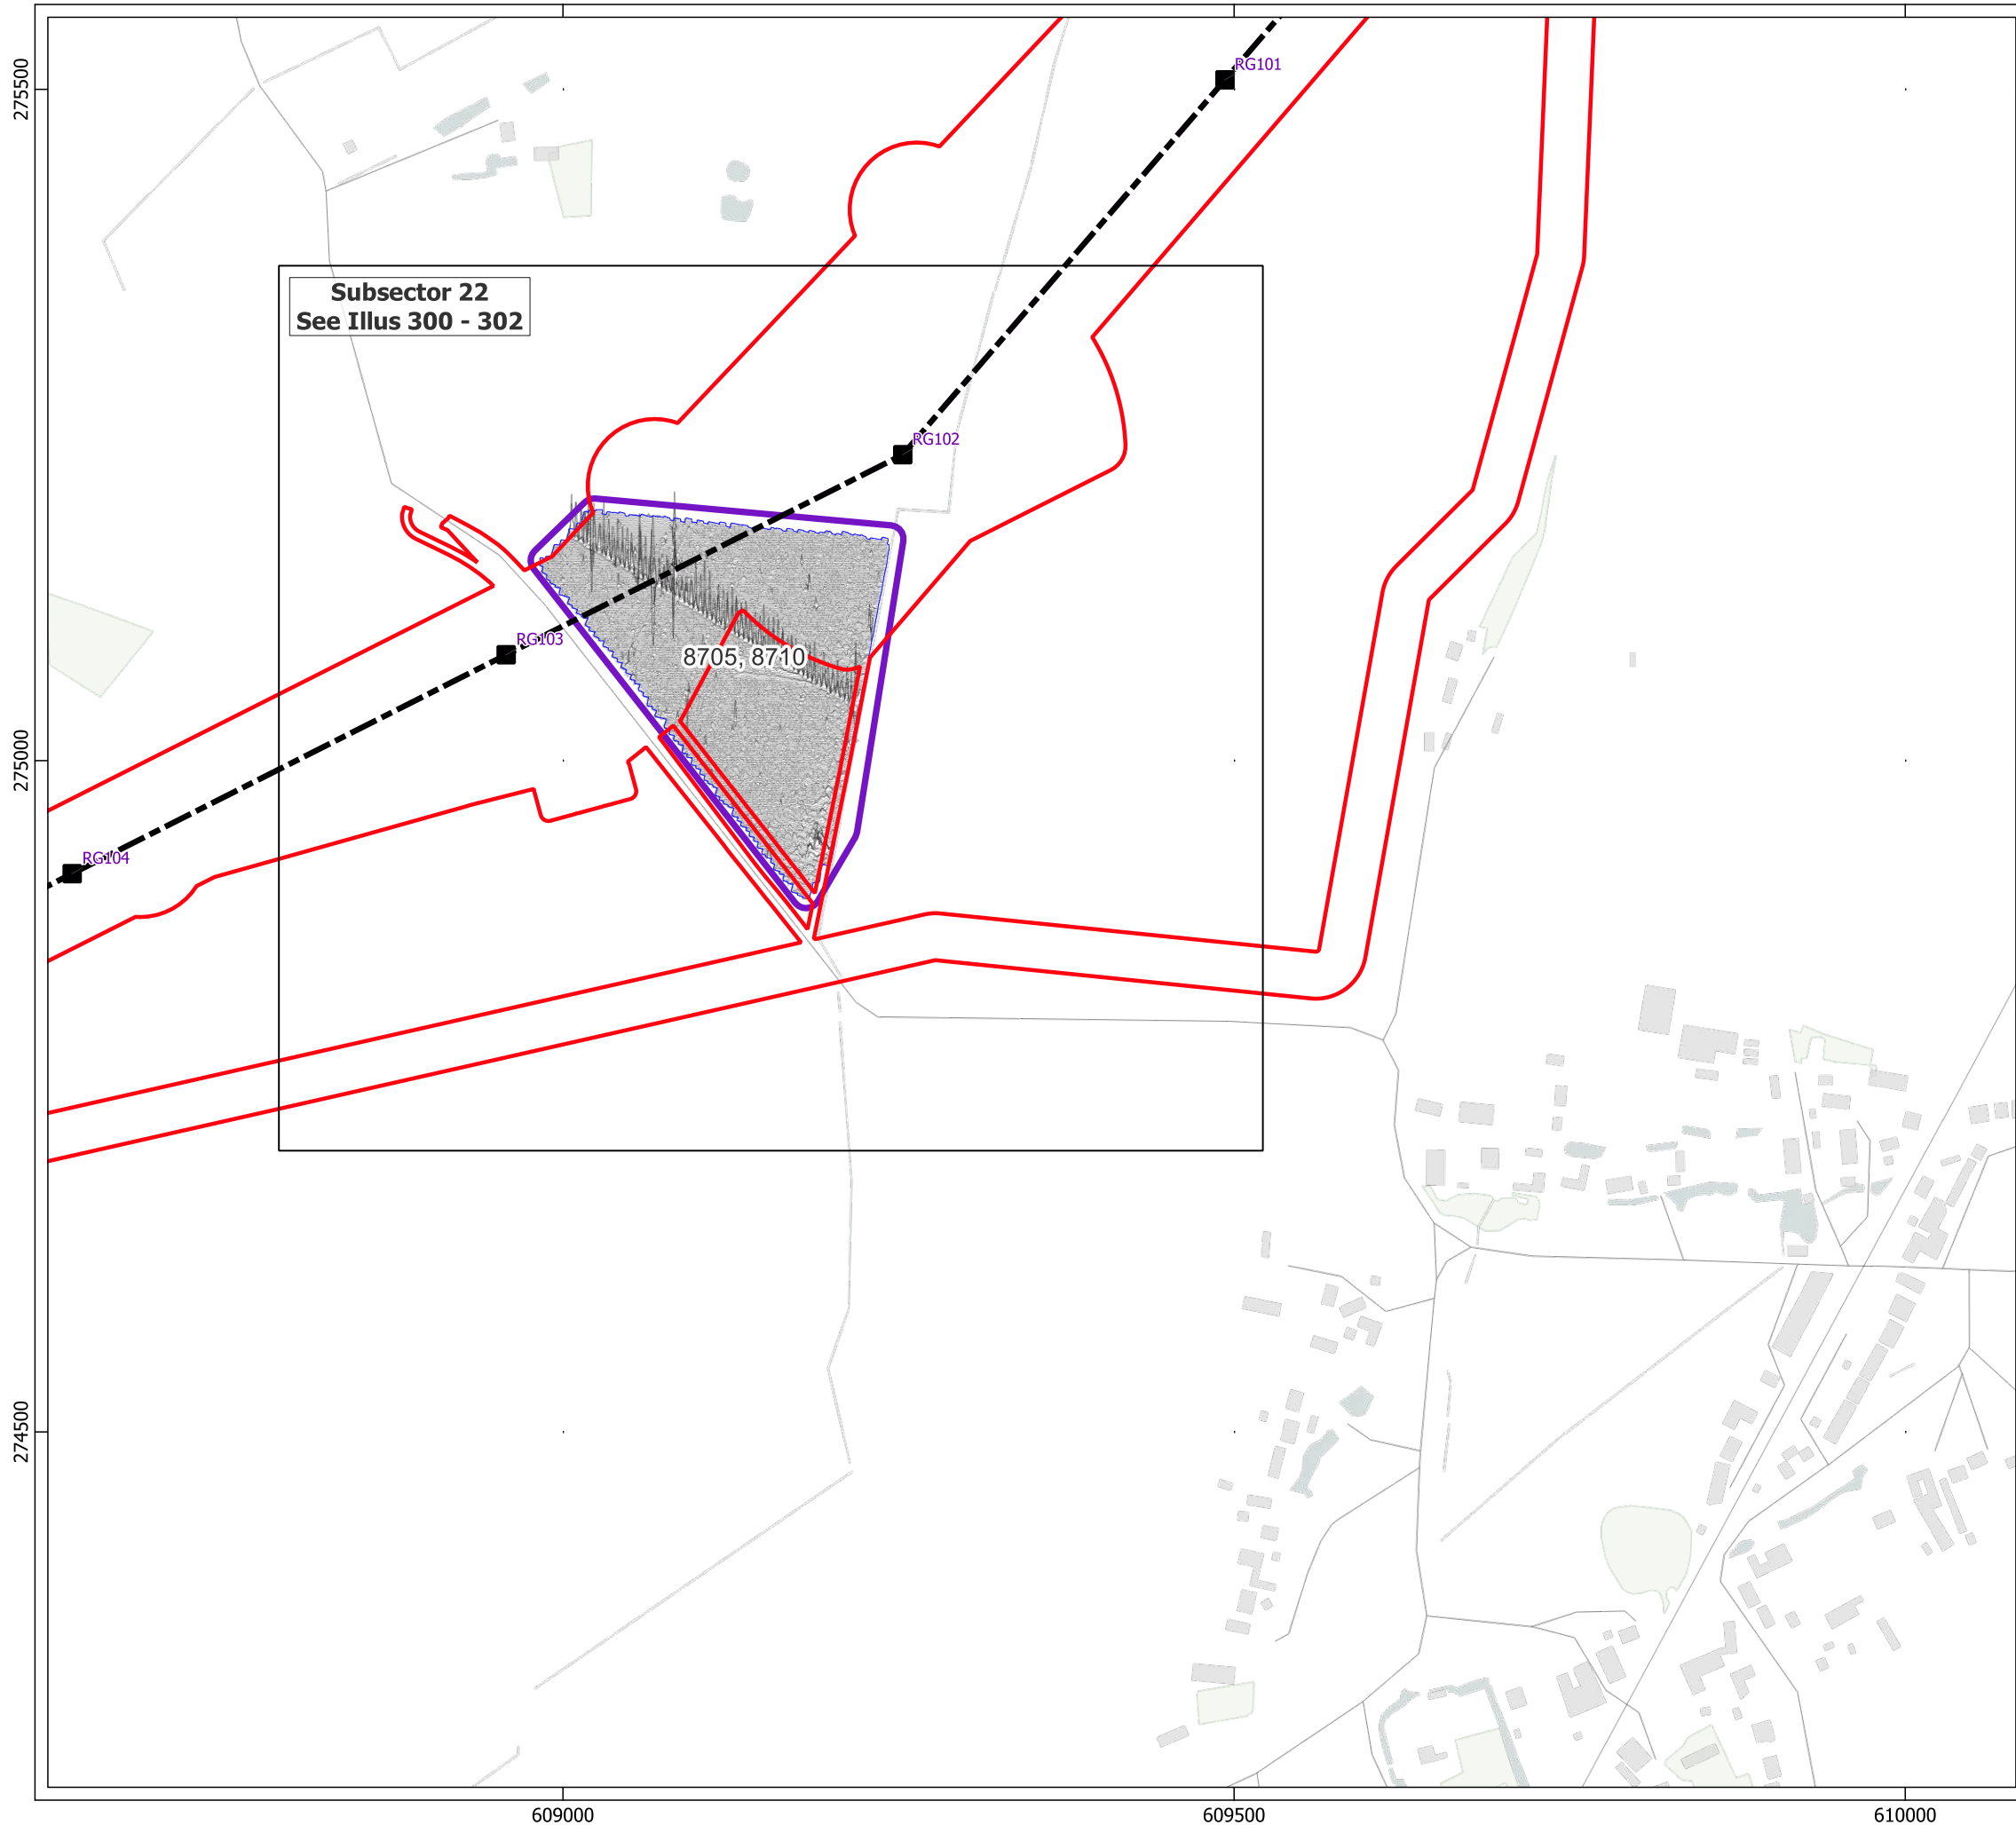 275500
RG101
Subsector 22
See Illus 300 - 302
RG102
RG103
8705, 8710
275000
RG104
274500
609000
609500
610000